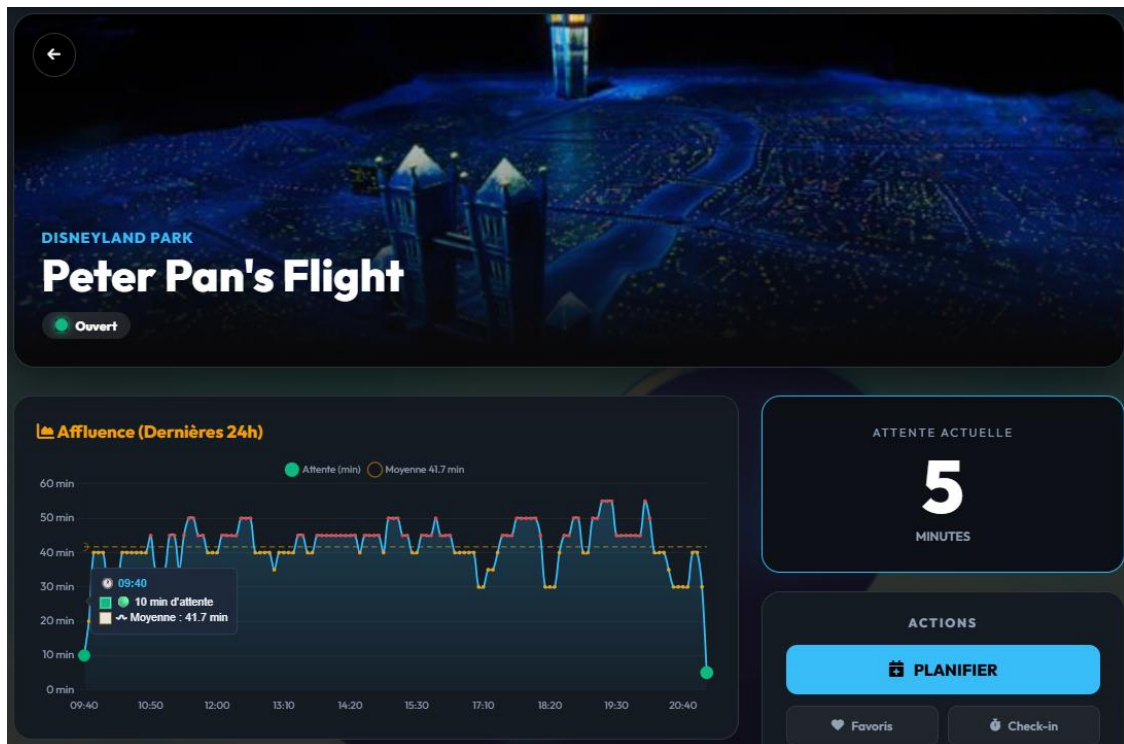 DISNEYLAND PARK
Peter Pan's Flight
Ouvert
Affluence (Dernières 24h)
Attente (min) Moyenne 41.7 min
60 min
50 min
40 min
30 min
20 min
10 min
0 min
09:40
10 min d'attente
Moyenne : 41.7 min
09:40 10:50 12:00 13:10 14:20 15:30 17:10 18:20 19:30 20:40
ATTENTE ACTUELLE
5
MINUTES
ACTIONS
PLANIFIER
Favoris Check-in